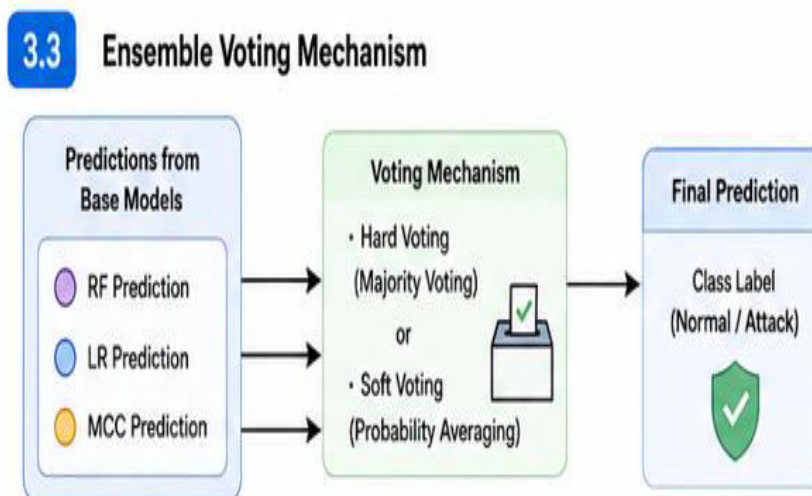 3.3 Ensemble Voting Mechanism
Predictions from
Base Models
RF Prediction
LR Prediction
MCC Prediction
Voting Mechanism
· Hard Voting
(Majority Voting)
or
· Soft Voting
(Probability Averaging)
Final Prediction
Class Label
(Normal / Attack)